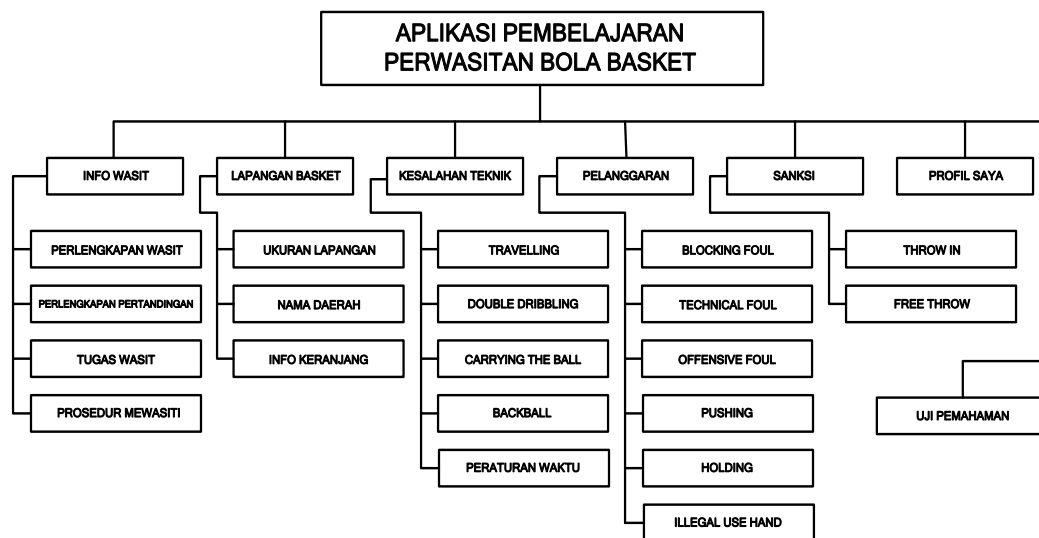 APLIKASI PEMBELAJARAN
PERWASITAN BOLA BASKET
INFO WASIT
LAPANGAN BASKET
KESALAHAN TEKNIK
PELANGGARAN
SANKSI
PROFIL SAYA
PERLENGKAPAN WASIT
UKURAN LAPANGAN
TRAVELLING
BLOCKING FOUL
THROW IN
PERLENGKAPAN PERTANDINGAN
NAMA DAERAH
DOUBLE DRIBBLING
TECHNICAL FOUL
FREE THROW
TUGAS WASIT
INFO KERANJANG
CARRYING THE BALL
OFFENSIVE FOUL
PROSEDUR MEWASITI
BACKBALL
PUSHING
UJI PEMAHAMAN
PERATURAN WAKTU
HOLDING
ILLEGAL USE HAND